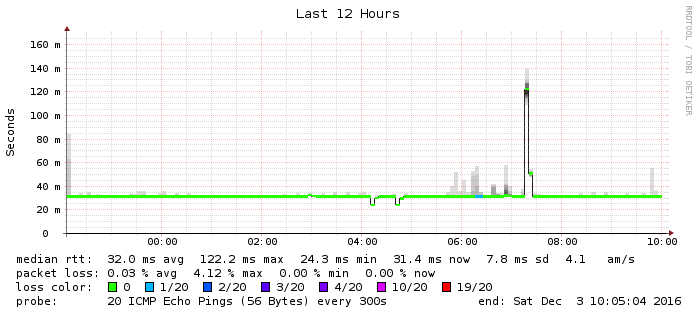 Last 12 Hours
RRDTOOL / TOBI OETIKER
Seconds
160 m
140 m
120 m
100 m
80 m
60 m
40 m
20 m
0
00:00 02:00 04:00 06:00 08:00 10:00
median rtt: 32.0 ms avg 122.2 ms max 24.3 ms min 31.4 ms now 7.8 ms sd 4.1 am/s
packet loss: 0.03 % avg 4.12 % max 0.00 % min 0.00 % now
loss color: 0 1/20 2/20 3/20 4/20 10/20 19/20
probe: 20 ICMP Echo Pings (56 Bytes) every 300s end: Sat Dec 3 10:05:04 2016